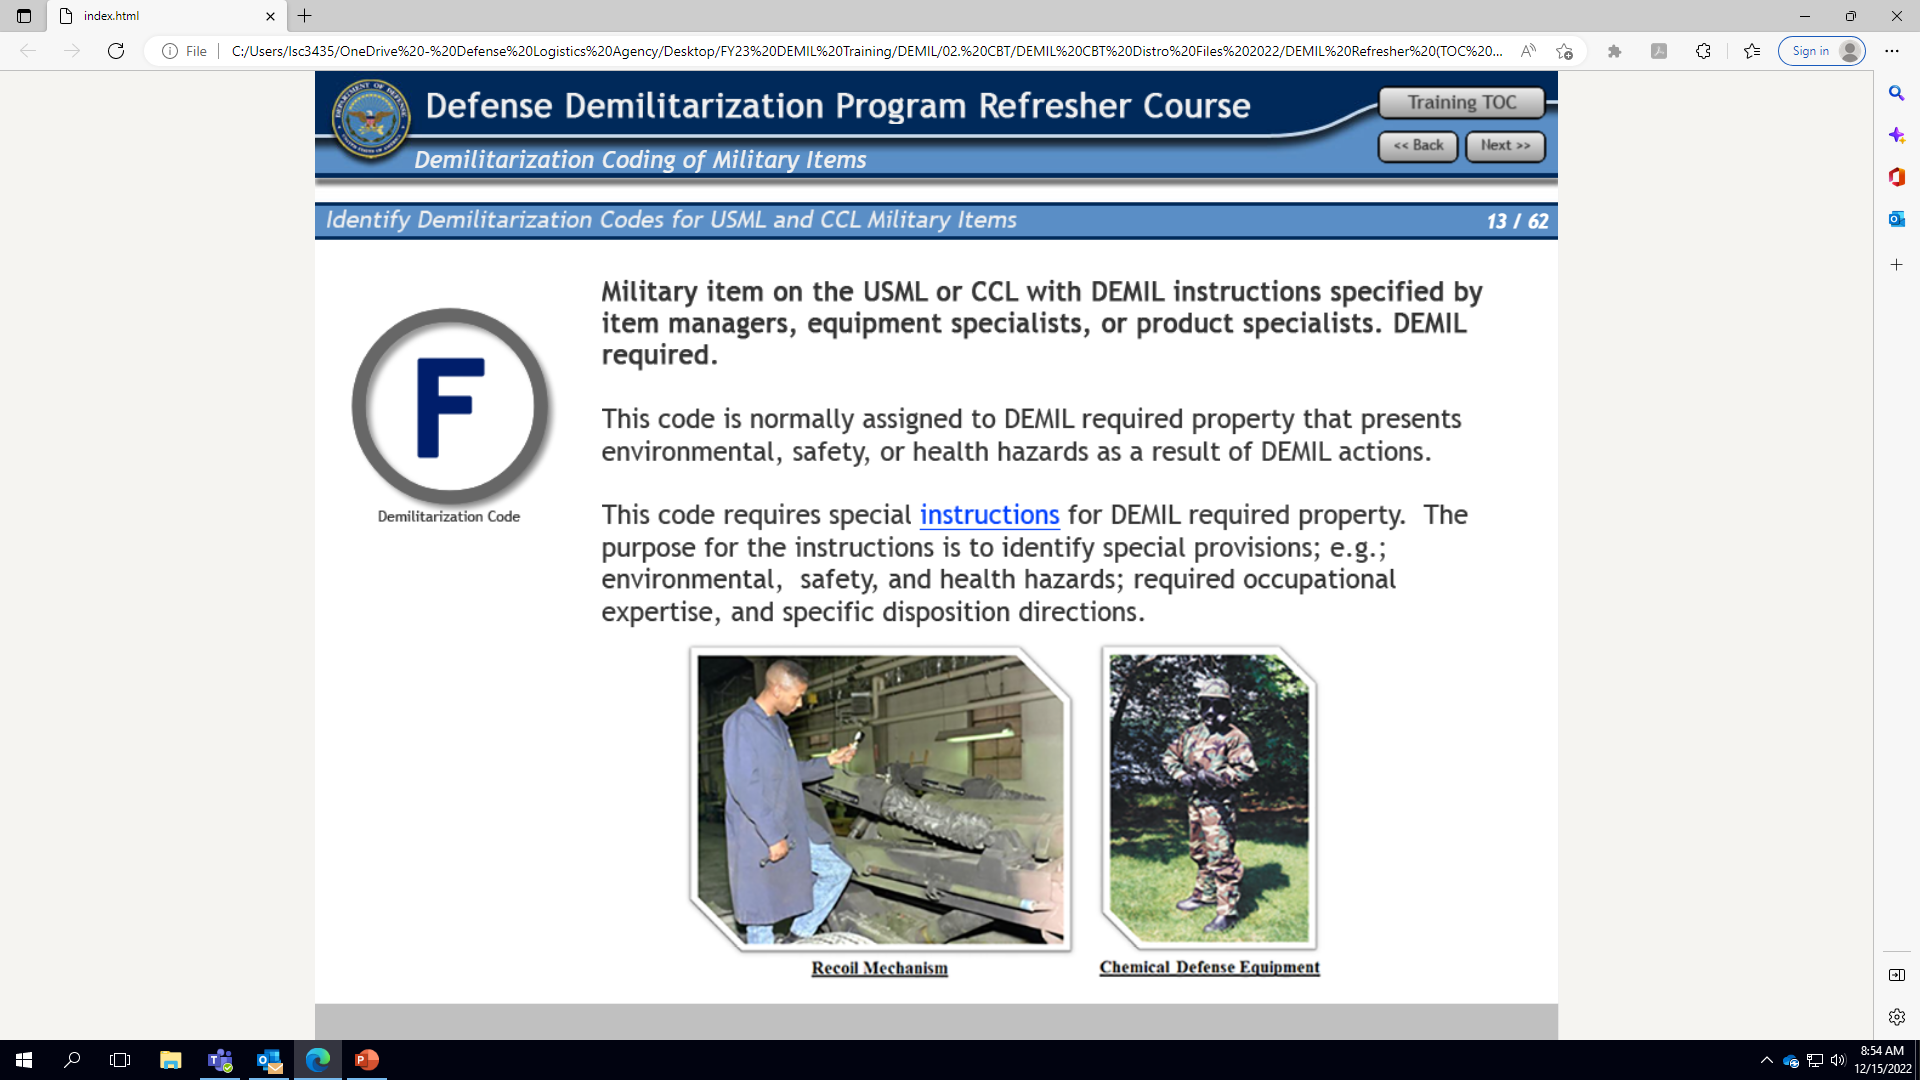 index.html
File
C:/Users/lsc3435/OneDrive%20-%20Defense%20Logistics%20Agency/Desktop/FY23%20DEMIL%20Training/DEMIL/02.%20CBT/DEMIL%20CBT%20Distro%20Files%202022/DEMIL%20Refresher%20(TOC%20...
Sign in
Defense Demilitarization Program Refresher Course
Training TOC
<< Back
Next >>
Demilitarization Coding of Military Items
Identify Demilitarization Codes for USML and CCL Military Items
13 / 62
Military item on the USML or CCL with DEMIL instructions specified by
item managers, equipment specialists, or product specialists. DEMIL
required.
F
Demilitarization Code
This code is normally assigned to DEMIL required property that presents
environmental, safety, or health hazards as a result of DEMIL actions.
This code requires special instructions for DEMIL required property.  The
purpose for the instructions is to identify special provisions; e.g.;
environmental,  safety, and health hazards; required occupational
expertise, and specific disposition directions.
Recoil Mechanism
Chemical Defense Equipment
8:54 AM
12/15/2022